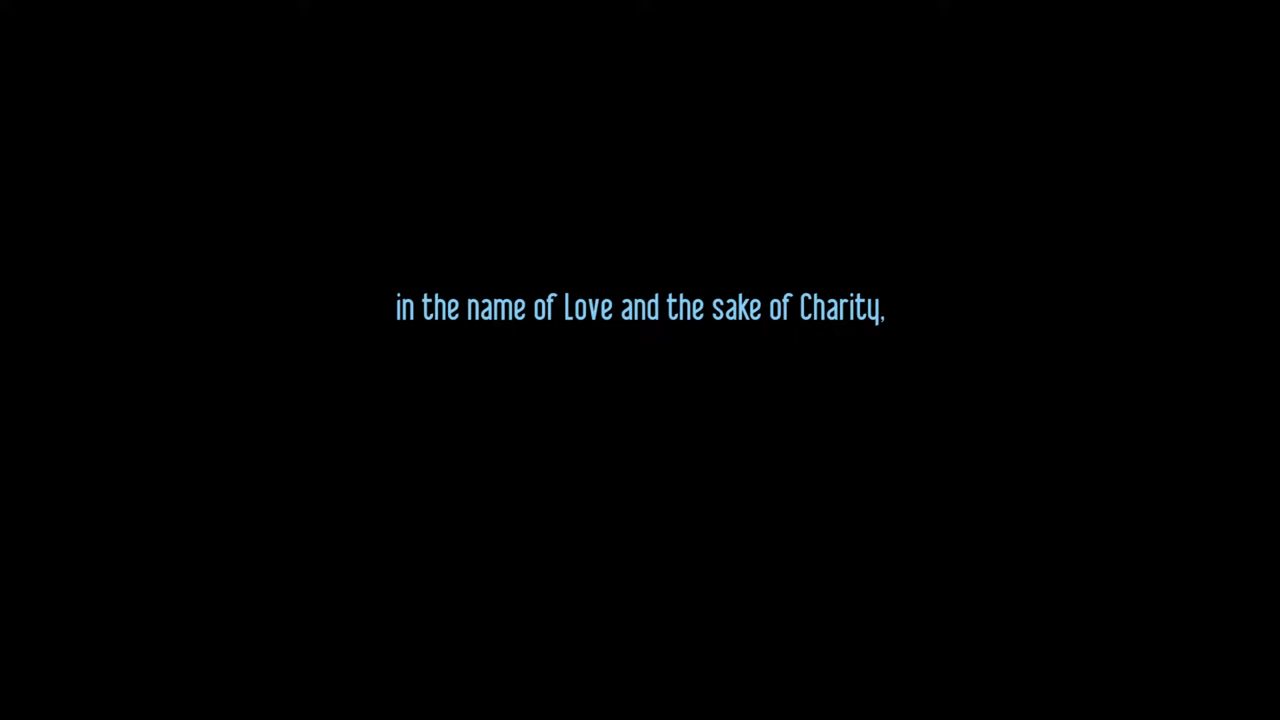 in the name of Love and the sake of Charity,